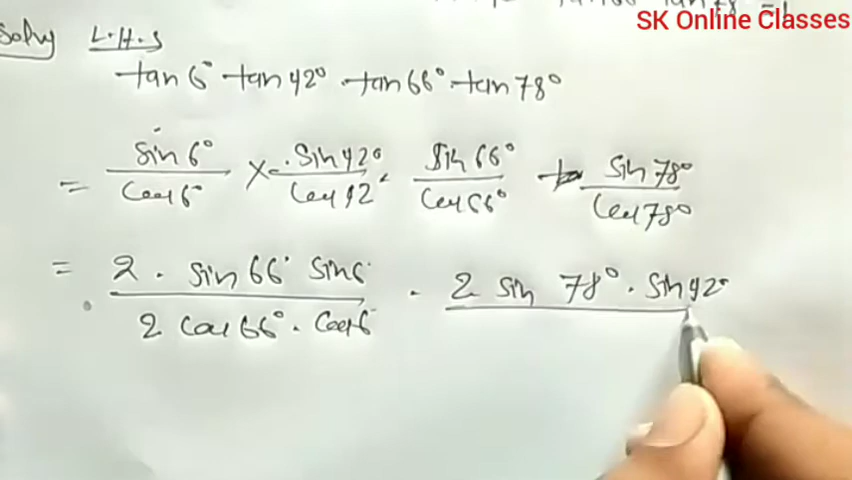 SK Online Classes
Solv L.H.S
tan 6° tan 42° . tan 66° . tan 78°
= sin 6° / Cos 6° × . Sin 42° / Cos 42 . Sin 66° / Cos 66° Sin 78° / Cos 78°
= 2 . sin 66° sin 6 / 2 Cos 66° . Cos 6 . 2 sin 78° . sin 42°